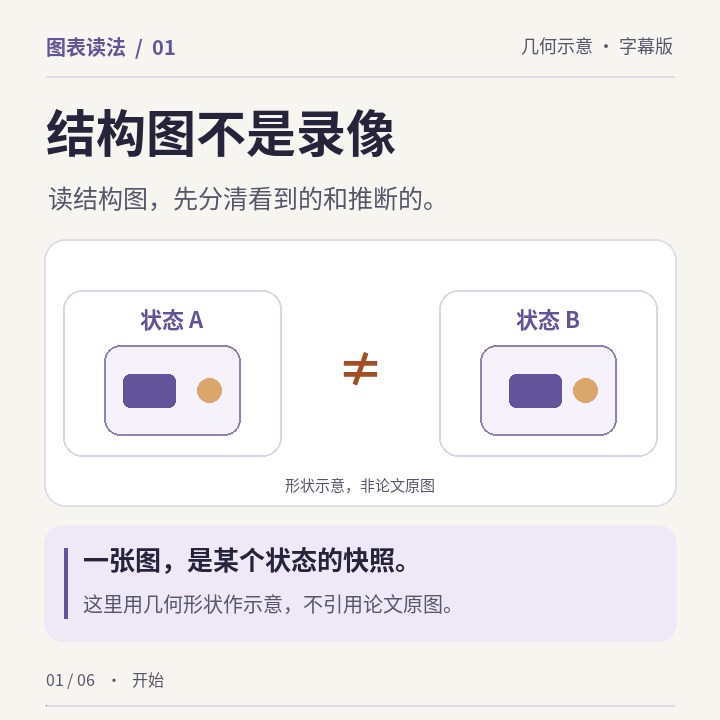 图表读法 / 01
几何示意 · 字幕版
结构图不是录像
读结构图，先分清看到的和推断的。
状态 A
状态 B
≠
形状示意，非论文原图
一张图，是某个状态的快照。
这里用几何形状作示意，不引用论文原图。
01 / 06 · 开始